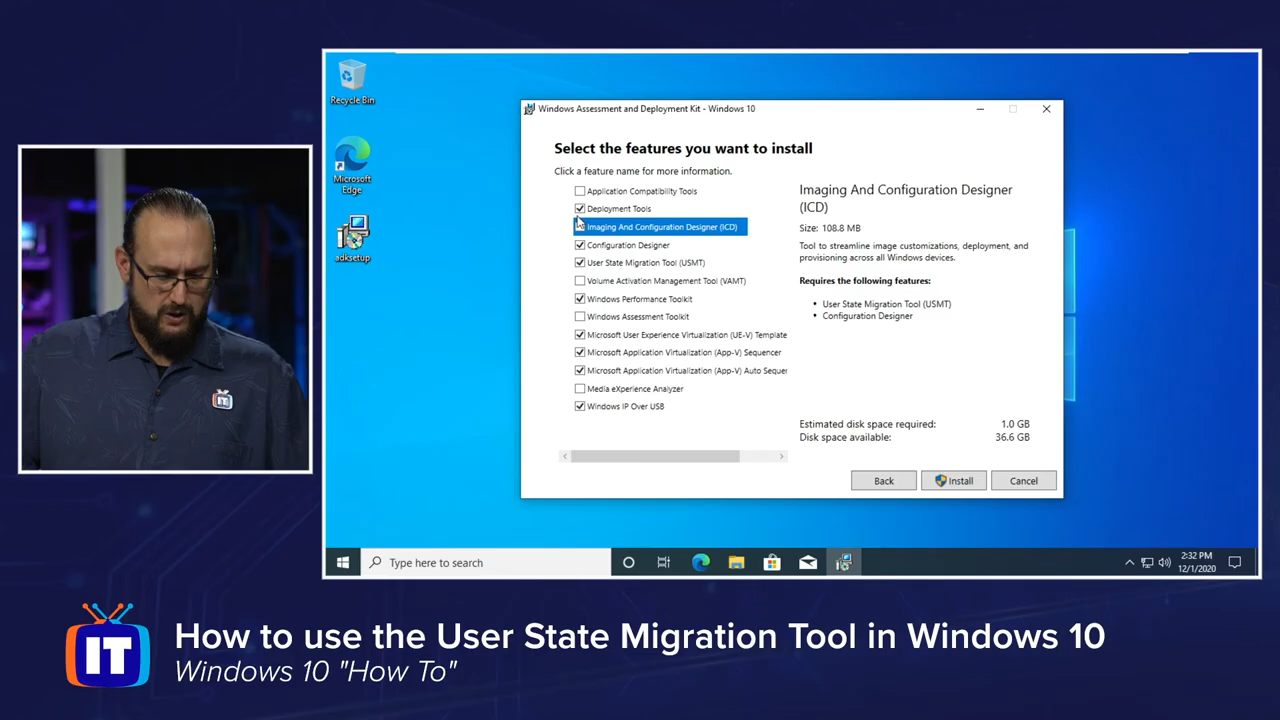 Recycle Bin
Microsoft
Edge
adksetup
Windows Assessment and Deployment Kit - Windows 10
Select the features you want to install
Click a feature name for more information.
Application Compatibility Tools
Deployment Tools
Imaging And Configuration Designer (ICD)
Configuration Designer
User State Migration Tool (USMT)
Volume Activation Management Tool (VAMT)
Windows Performance Toolkit
Windows Assessment Toolkit
Microsoft User Experience Virtualization (UE-V) Template
Microsoft Application Virtualization (App-V) Sequencer
Microsoft Application Virtualization (App-V) Auto Seque
Media eXperience Analyzer
Windows IP Over USB
Imaging And Configuration Designer
(ICD)
Size: 108.8 MB
Tool to streamline image customizations, deployment, and
provisioning across all Windows devices.
Requires the following features:
• User State Migration Tool (USMT)
• Configuration Designer
Estimated disk space required: 1.0 GB
Disk space available: 36.6 GB
Back
Install
Cancel
Type here to search
2:32 PM
12/1/2020
IT
IT
How to use the User State Migration Tool in Windows 10
Windows 10 "How To"